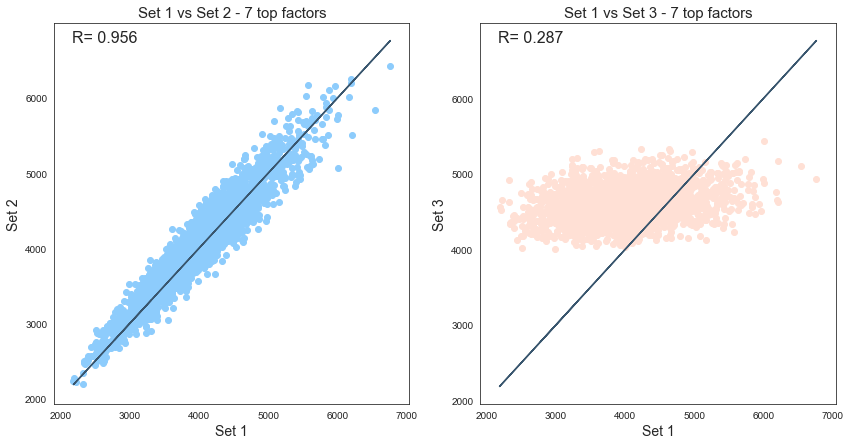 Set 1 vs Set 2 - 7 top factors
R= 0.956
6000
5000
4000
3000
2000
Set 2
2000 3000 4000 5000 6000 7000
Set 1
Set 1 vs Set 3 - 7 top factors
R= 0.287
6000
5000
4000
3000
2000
Set 3
2000 3000 4000 5000 6000 7000
Set 1